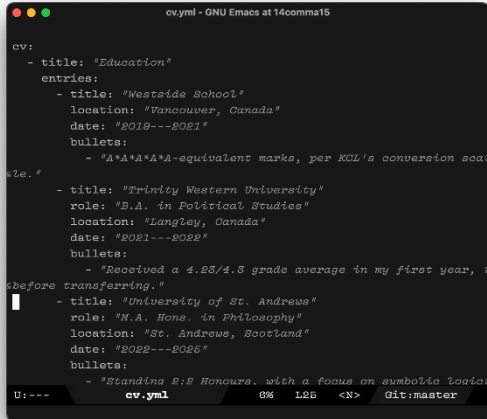 cv.yml - GNU Emacs at 14comma15
cv:
- title: "Education"
entries:
- title: "Westside School"
location: "Vancouver, Canada"
date: "2019---2021"
bullets:
- "A*A*A*A*A-equivalent marks, per KCL's conversion sca
le."
- title: "Trinity Western University"
role: "B.A. in Political Studies"
location: "Langley, Canada"
date: "2021---2022"
bullets:
- "Received a 4.23/4.3 grade average in my first year,
before transferring."
- title: "University of St. Andrews"
role: "M.A. Hons. in Philosophy"
location: "St. Andrews, Scotland"
date: "2022---2025"
bullets:
- "Standing 2:2 Honours, with a focus on symbolic logic
U:--- cv.yml 6% L25 <N> Git:master